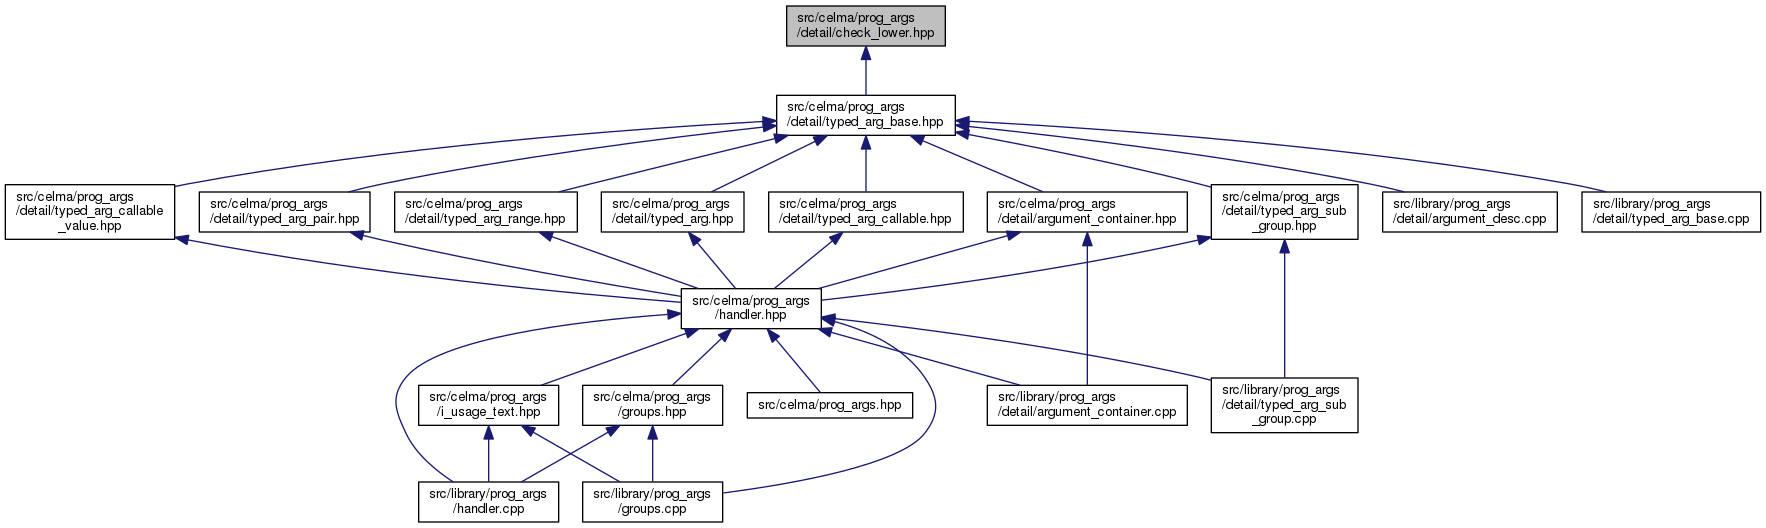 src/celma/prog_args
/detail/check_lower.hpp
src/celma/prog_args
/detail/typed_arg_base.hpp
src/celma/prog_args
/detail/typed_arg_callable
_value.hpp
src/celma/prog_args
/detail/typed_arg_pair.hpp
src/celma/prog_args
/detail/typed_arg_range.hpp
src/celma/prog_args
/detail/typed_arg.hpp
src/celma/prog_args
/detail/typed_arg_callable.hpp
src/celma/prog_args
/detail/argument_container.hpp
src/celma/prog_args
/detail/typed_arg_sub
_group.hpp
src/library/prog_args
/detail/argument_desc.cpp
src/library/prog_args
/detail/typed_arg_base.cpp
src/celma/prog_args
/handler.hpp
src/celma/prog_args
/i_usage_text.hpp
src/celma/prog_args
/groups.hpp
src/celma/prog_args.hpp
src/library/prog_args
/detail/argument_container.cpp
src/library/prog_args
/detail/typed_arg_sub
_group.cpp
src/library/prog_args
/handler.cpp
src/library/prog_args
/groups.cpp